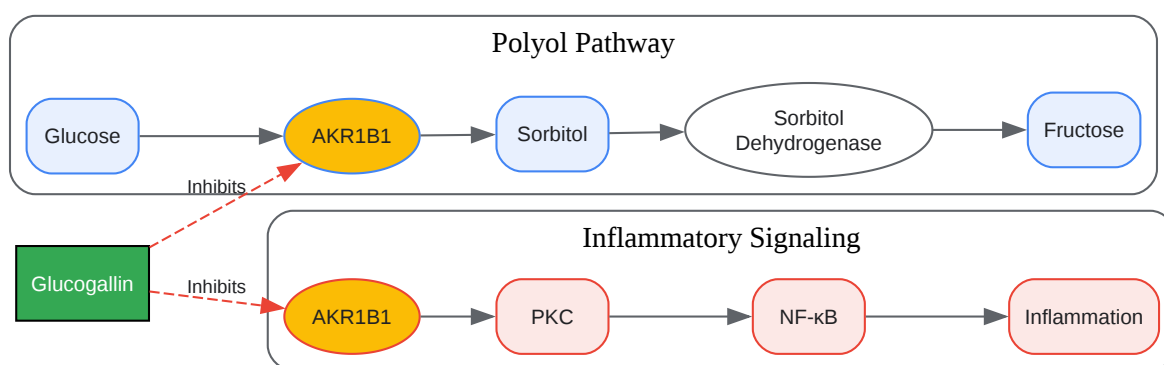 Polyol Pathway
Glucose
AKR1B1
Sorbitol
Sorbitol
Dehydrogenase
Fructose
Inhibits
Inflammatory Signaling
Glucogallin
Inhibits
AKR1B1
PKC
NF-κB
Inflammation